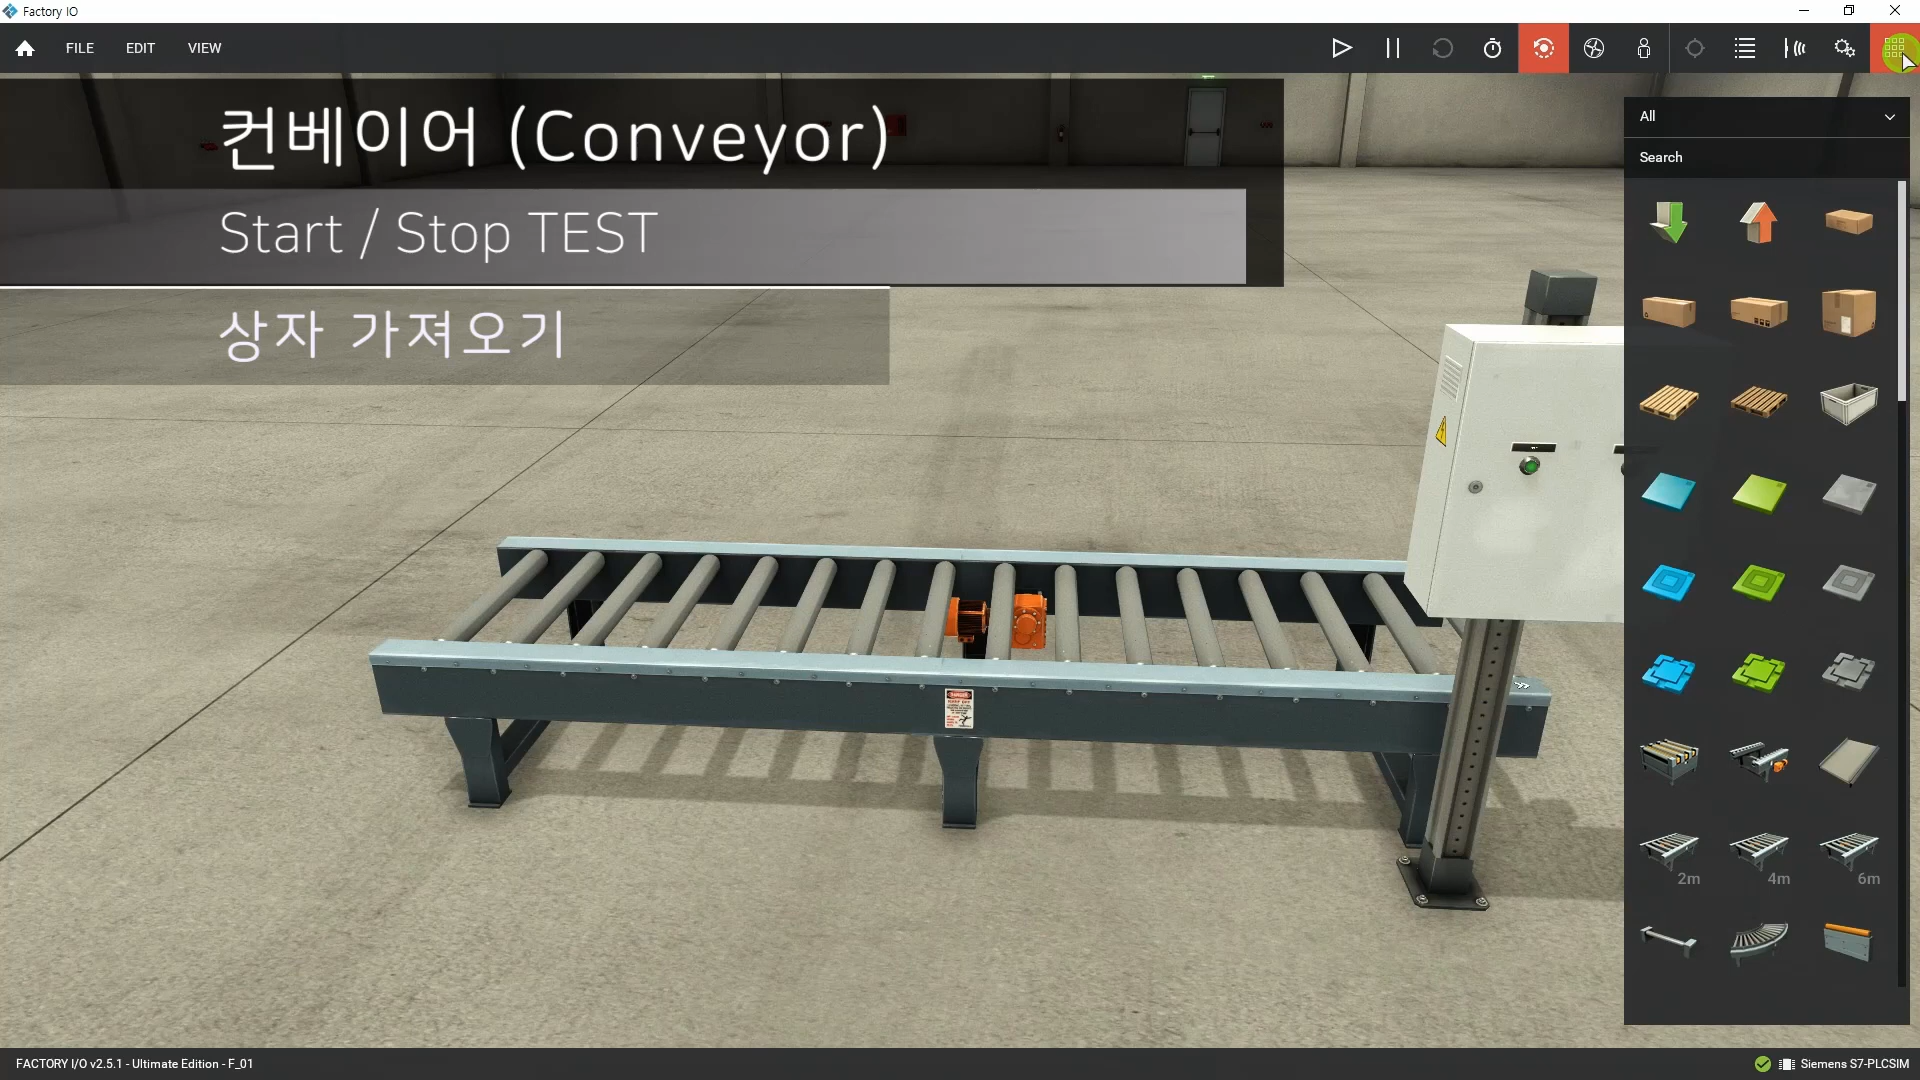 Factory IO
FILE EDIT VIEW
컨베이어 (Conveyor)
Start / Stop TEST
상자 가져오기
All
Search
2m 4m 6m
FACTORY I/O v2.5.1 - Ultimate Edition - F_01
Siemens S7-PLCSIM